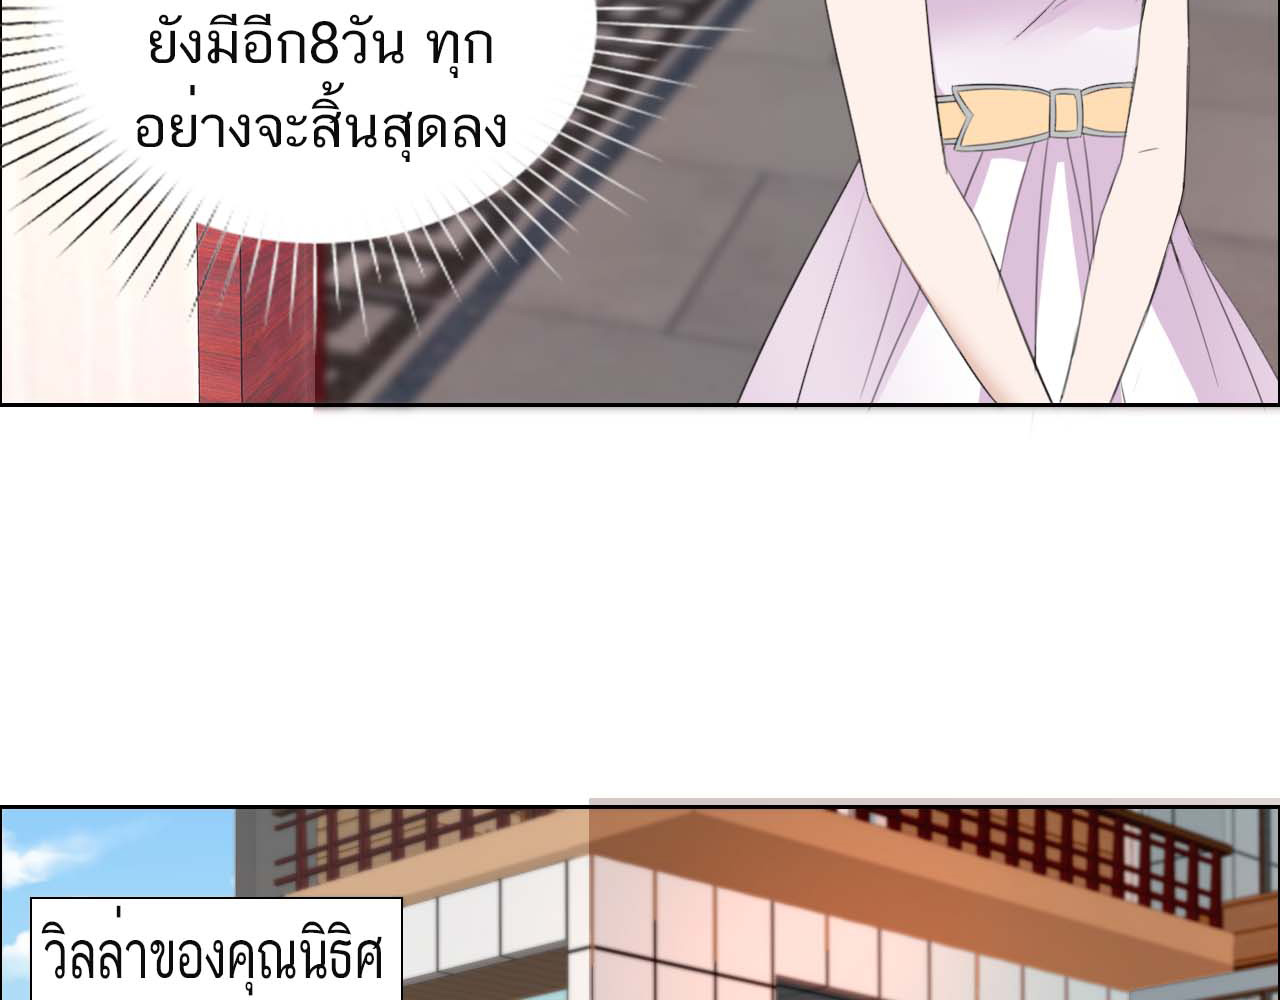 ยังมีอีก8วัน ทุก
อย่างจะสิ้นสุดลง
วิลล่าของคุณนิธิศ